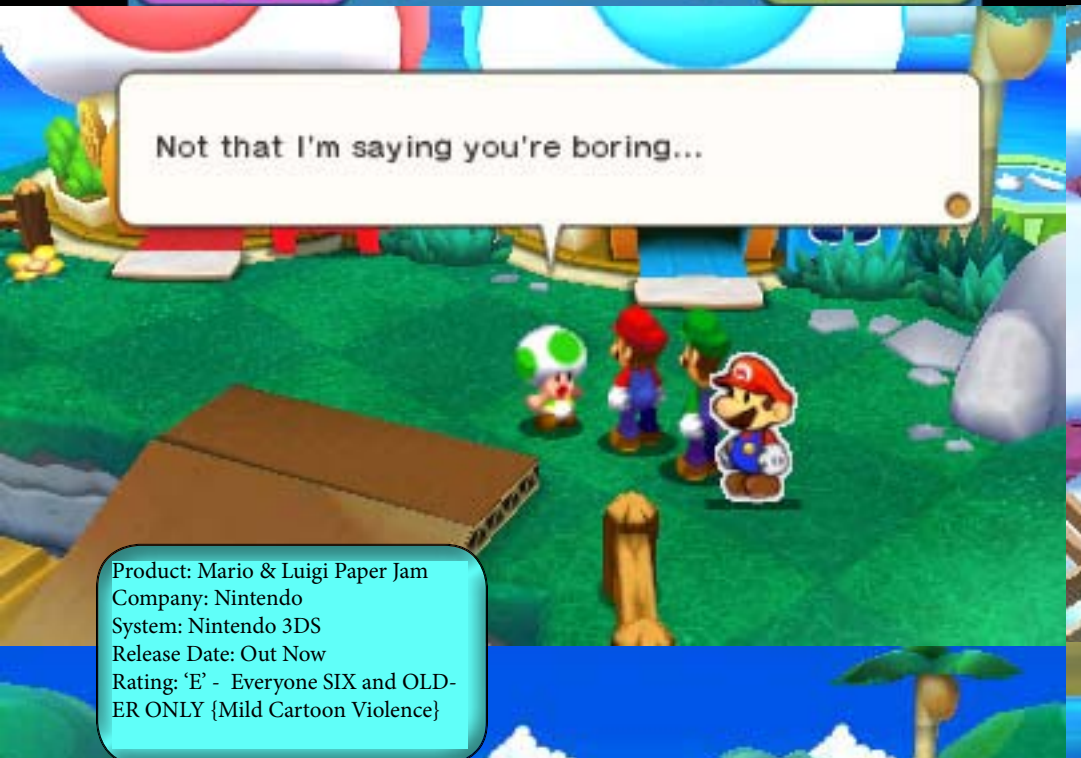 Not that I'm saying you're boring...
Product: Mario & Luigi Paper Jam
Company: Nintendo
System: Nintendo 3DS
Release Date: Out Now
Rating: ‘E’ -  Everyone SIX and OLD-
ER ONLY {Mild Cartoon Violence}